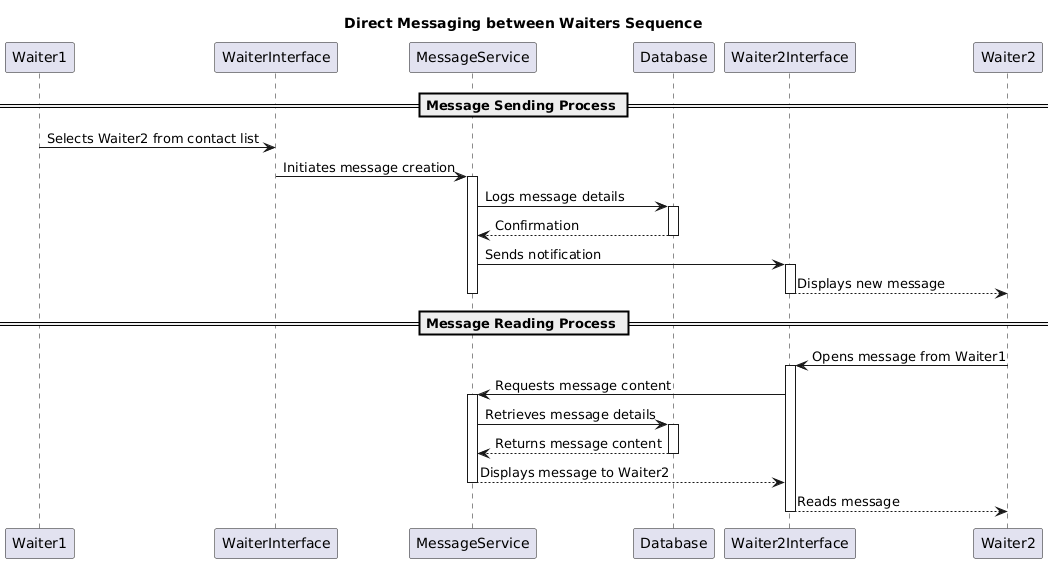 Direct Messaging between Waiters Sequence
Waiter1 WaiterInterface MessageService Database Waiter2Interface Waiter2
Message Sending Process
Selects Waiter2 from contact list
Initiates message creation
Logs message details
Confirmation
Sends notification
Displays new message
Message Reading Process
Opens message from Waiter1
Requests message content
Retrieves message details
Returns message content
Displays message to Waiter2
Reads message
Waiter1 WaiterInterface MessageService Database Waiter2Interface Waiter2